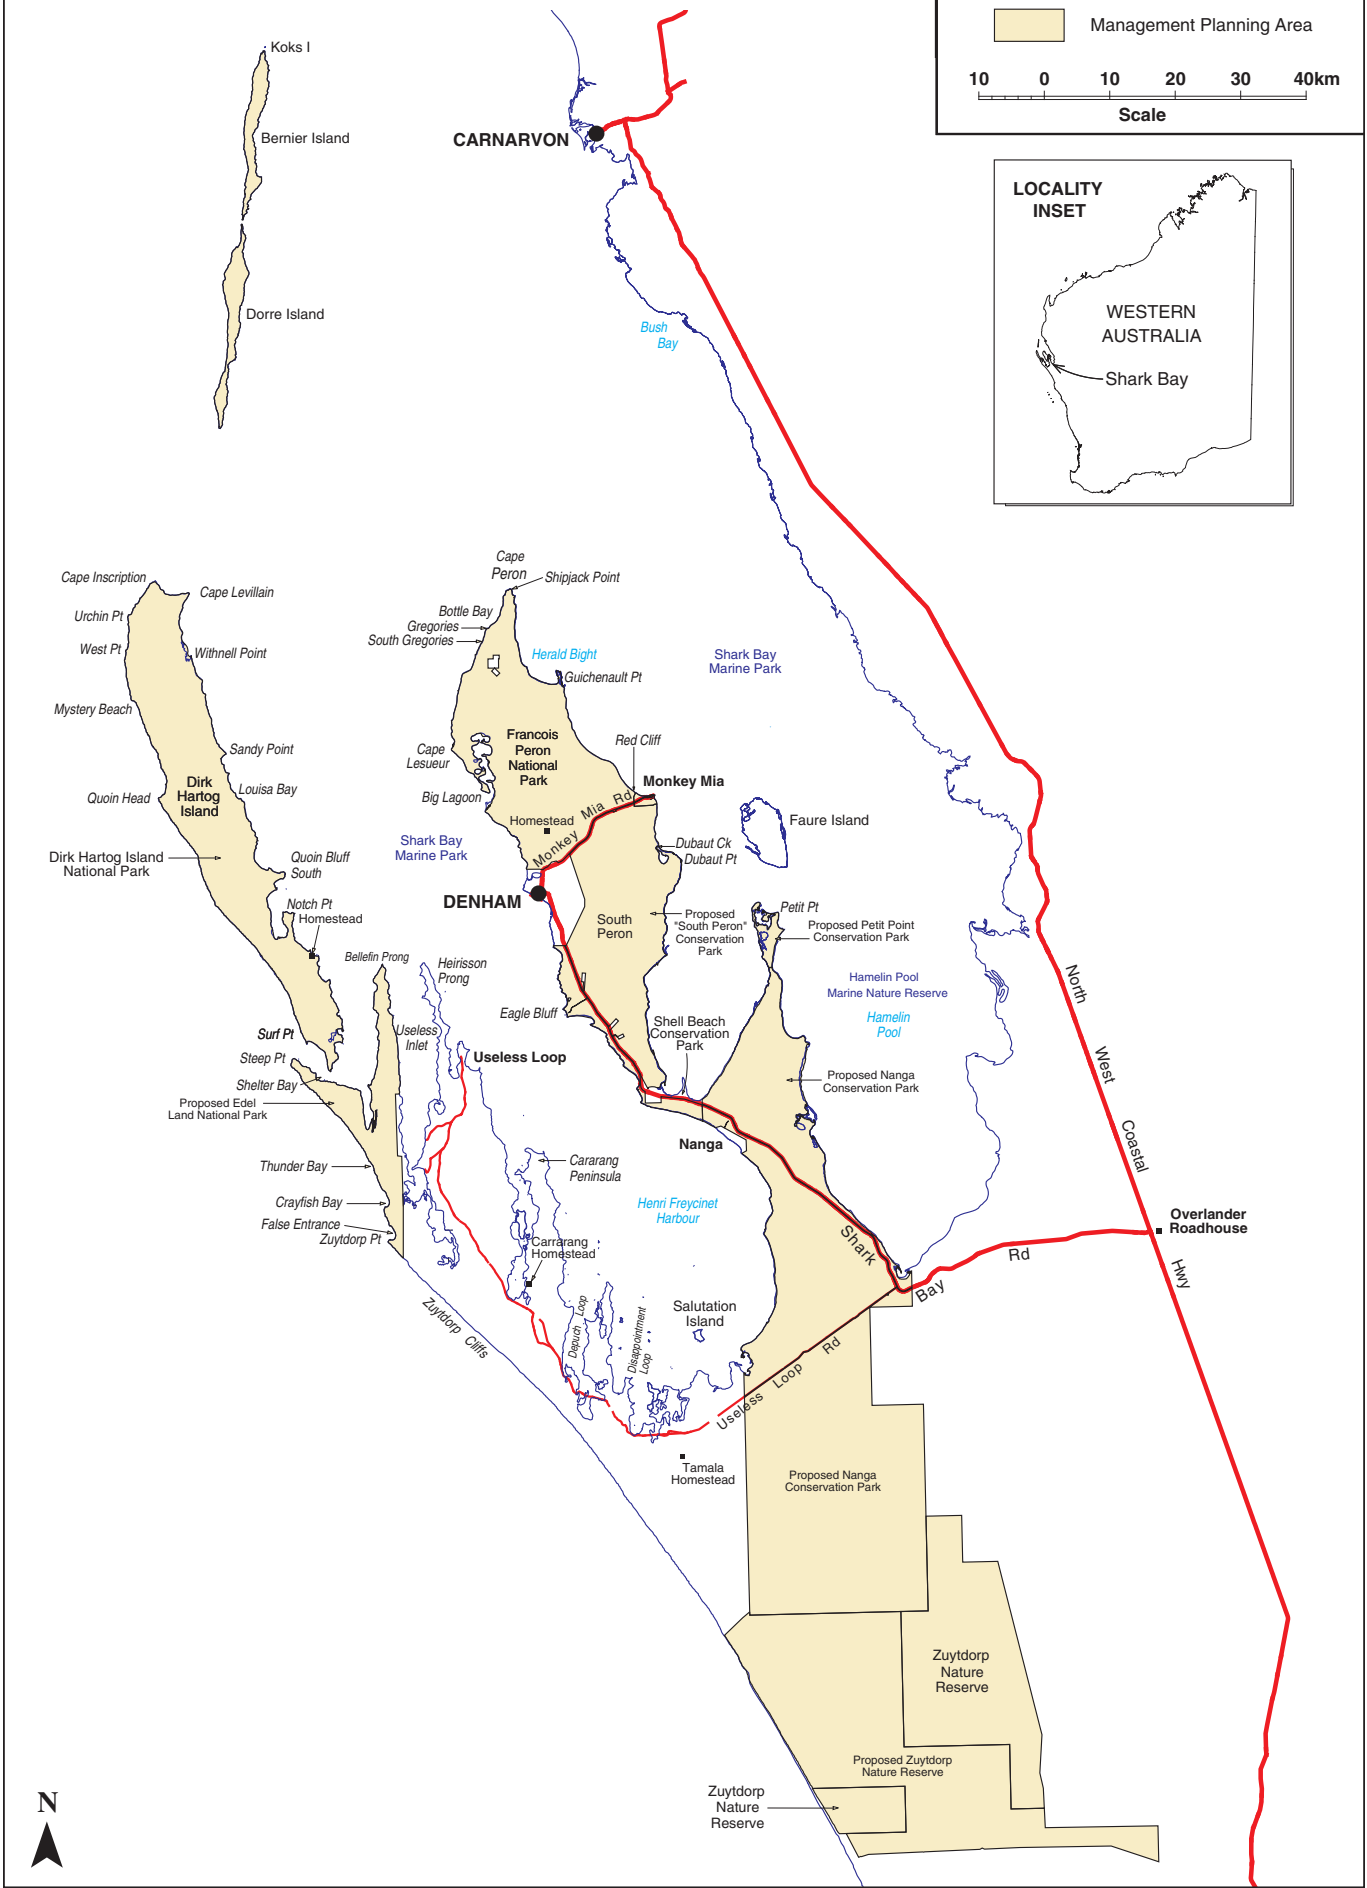 Management Planning Area
10 0 10 20 30 40km
Scale
LOCALITY
INSET
WESTERN
AUSTRALIA
Shark Bay
Koks I
Bernier Island
Dorre Island
CARNARVON
Bush
Bay
Cape
Peron
Shipjack Point
Bottle Bay
Gregories
South Gregories
Herald Bight
Guichenault Pt
Shark Bay
Marine Park
Cape Inscription
Cape Levillain
Urchin Pt
West Pt
Withnell Point
Mystery Beach
Sandy Point
Dirk
Hartog
Island
Louisa Bay
Quoin Head
Dirk Hartog Island
National Park
Quoin Bluff
South
Notch Pt
Homestead
Francois
Peron
National
Park
Cape
Lesueur
Big Lagoon
Red Cliff
Monkey Mia
Homestead
Monkey Mia Rd
Shark Bay
Marine Park
Faure Island
Dubaut Ck
Dubaut Pt
DENHAM
South
Peron
Proposed
"South Peron"
Conservation
Park
Petit Pt
Proposed Petit Point
Conservation Park
Bellefin Prong
Heirisson
Prong
Hamelin Pool
Marine Nature Reserve
Hamelin
Pool
Eagle Bluff
Shell Beach
Conservation
Park
Useless
Inlet
Useless Loop
Surf Pt
Steep Pt
Shelter Bay
Proposed Edel
Land National Park
Proposed Nanga
Conservation Park
Nanga
Thunder Bay
Cararang
Peninsula
Crayfish Bay
False Entrance
Zuytdorp Pt
Henri Freycinet
Harbour
Carrarang
Homestead
North West Coastal Hwy
Overlander
Roadhouse
Shark Bay Rd
Zuytdorp Cliffs
Depuch Loop
Disappointment
Loop
Salutation
Island
Useless Loop Rd
Tamala
Homestead
Proposed Nanga
Conservation Park
Zuytdorp
Nature
Reserve
Proposed Zuytdorp
Nature Reserve
Zuytdorp
Nature
Reserve
N